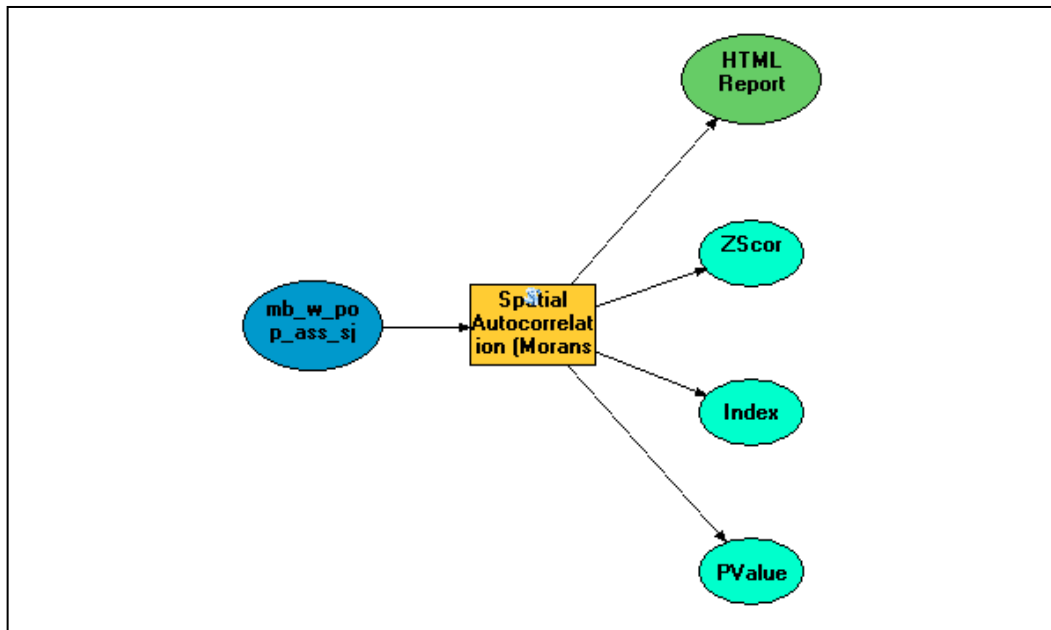 HTML
Report
ZScor
mb_w_po
p_ass_sj
Spatial
Autocorrelat
ion (Morans
Index
PValue